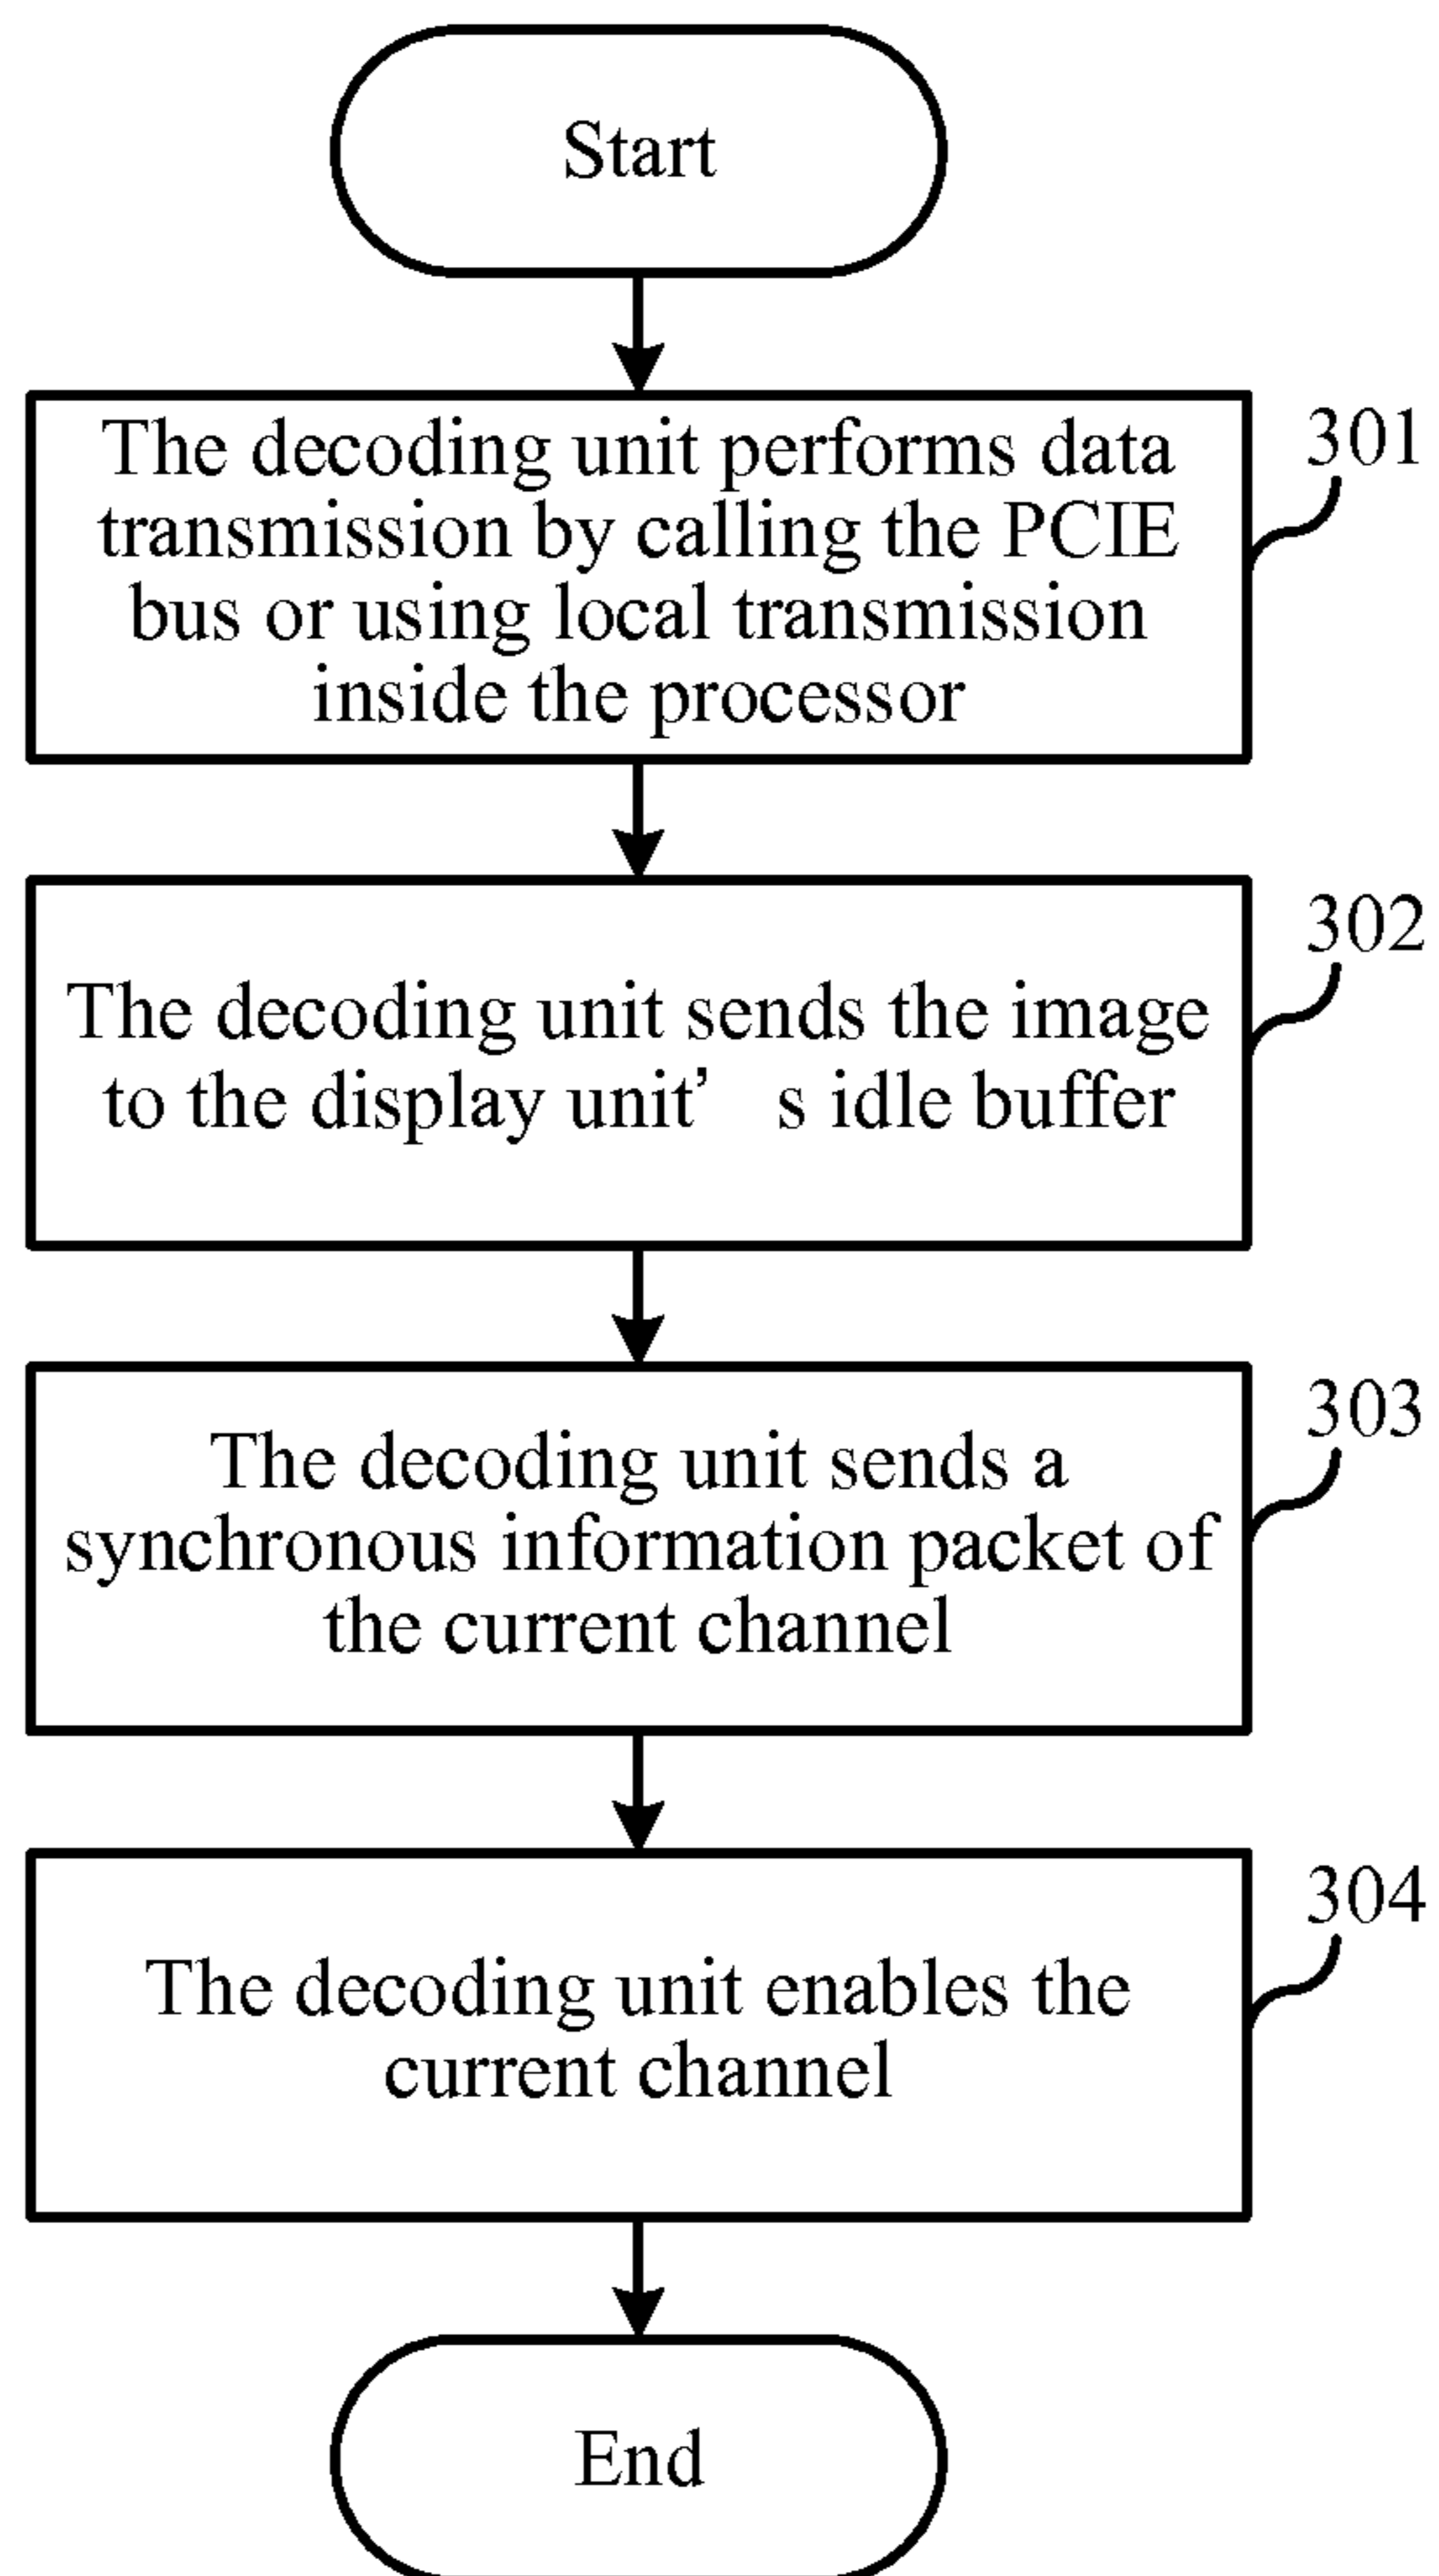 Start
The decoding unit performs data
transmission by calling the PCIE
bus or using local transmission
inside the processor
301
The decoding unit sends the image
to the display unit’ s idle buffer
302
The decoding unit sends a
synchronous information packet of
the current channel
303
The decoding unit enables the
current channel
304
End